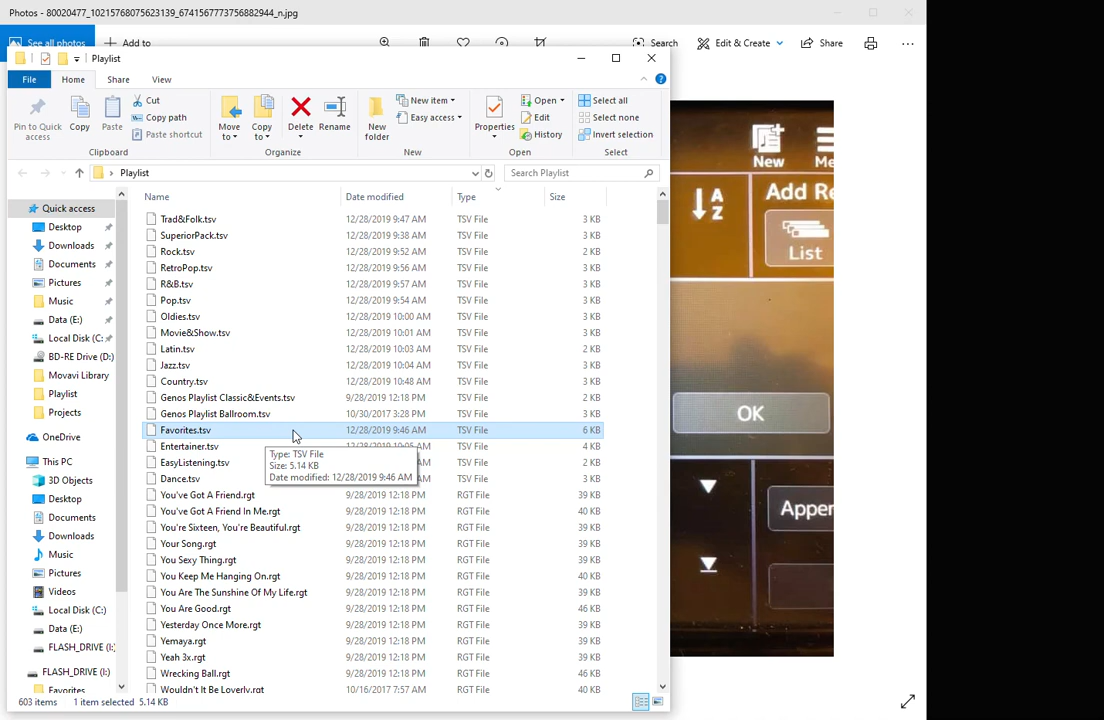 Photos - 80020477_10215768075623139_6741567773756882944_n.jpg
See all photos
Add to
Search
Edit & Create
Share
Playlist
File
Home
Share
View
Pin to Quick access
Copy
Paste
Cut
Copy path
Paste shortcut
Clipboard
Move to
Copy to
Delete
Rename
Organize
New folder
New item
Easy access
New
Properties
Open
Edit
History
Open
Select all
Select none
Invert selection
Select
Playlist
Search Playlist
Name Date modified Type Size
Quick access
Desktop
Downloads
Documents
Pictures
Music
Data (E:)
Local Disk (C:
BD-RE Drive (D:)
Movavi Library
Playlist
Projects
OneDrive
This PC
3D Objects
Desktop
Documents
Downloads
Music
Pictures
Videos
Local Disk (C:)
Data (E:)
FLASH_DRIVE (I:)
FLASH_DRIVE (I:)
Favorites
Trad&Folk.tsv 12/28/2019 9:47 AM TSV File 3 KB
SuperiorPack.tsv 12/28/2019 9:38 AM TSV File 3 KB
Rock.tsv 12/28/2019 9:52 AM TSV File 2 KB
RetroPop.tsv 12/28/2019 9:56 AM TSV File 3 KB
R&B.tsv 12/28/2019 9:57 AM TSV File 3 KB
Pop.tsv 12/28/2019 9:54 AM TSV File 3 KB
Oldies.tsv 12/28/2019 10:00 AM TSV File 3 KB
Movie&Show.tsv 12/28/2019 10:01 AM TSV File 3 KB
Latin.tsv 12/28/2019 10:03 AM TSV File 2 KB
Jazz.tsv 12/28/2019 10:04 AM TSV File 3 KB
Country.tsv 12/28/2019 10:48 AM TSV File 3 KB
Genos Playlist Classic&Events.tsv 9/28/2019 12:18 PM TSV File 2 KB
Genos Playlist Ballroom.tsv 10/30/2017 3:28 PM TSV File 3 KB
Favorites.tsv 12/28/2019 9:46 AM TSV File 6 KB
Entertainer.tsv 12/28/2019 10:05 AM TSV File 4 KB
EasyListening.tsv AM TSV File 2 KB
Dance.tsv AM TSV File 3 KB
Type: TSV File
Size: 5.14 KB
Date modified: 12/28/2019 9:46 AM
You've Got A Friend.rgt 9/28/2019 12:18 PM RGT File 39 KB
You've Got A Friend In Me.rgt 9/28/2019 12:18 PM RGT File 40 KB
You're Sixteen, You're Beautiful.rgt 9/28/2019 12:18 PM RGT File 39 KB
Your Song.rgt 9/28/2019 12:18 PM RGT File 39 KB
You Sexy Thing.rgt 9/28/2019 12:18 PM RGT File 39 KB
You Keep Me Hanging On.rgt 9/28/2019 12:18 PM RGT File 40 KB
You Are The Sunshine Of My Life.rgt 9/28/2019 12:18 PM RGT File 39 KB
You Are Good.rgt 9/28/2019 12:18 PM RGT File 46 KB
Yesterday Once More.rgt 9/28/2019 12:18 PM RGT File 39 KB
Yemaya.rgt 9/28/2019 12:18 PM RGT File 39 KB
Yeah 3x.rgt 9/28/2019 12:18 PM RGT File 39 KB
Wrecking Ball.rgt 9/28/2019 12:18 PM RGT File 46 KB
Wouldn't It Be Loverly.rgt 10/16/2017 7:57 AM RGT File 40 KB
603 items 1 item selected 5.14 KB
New
Me
A
Z
Add Re
List
OK
Apper